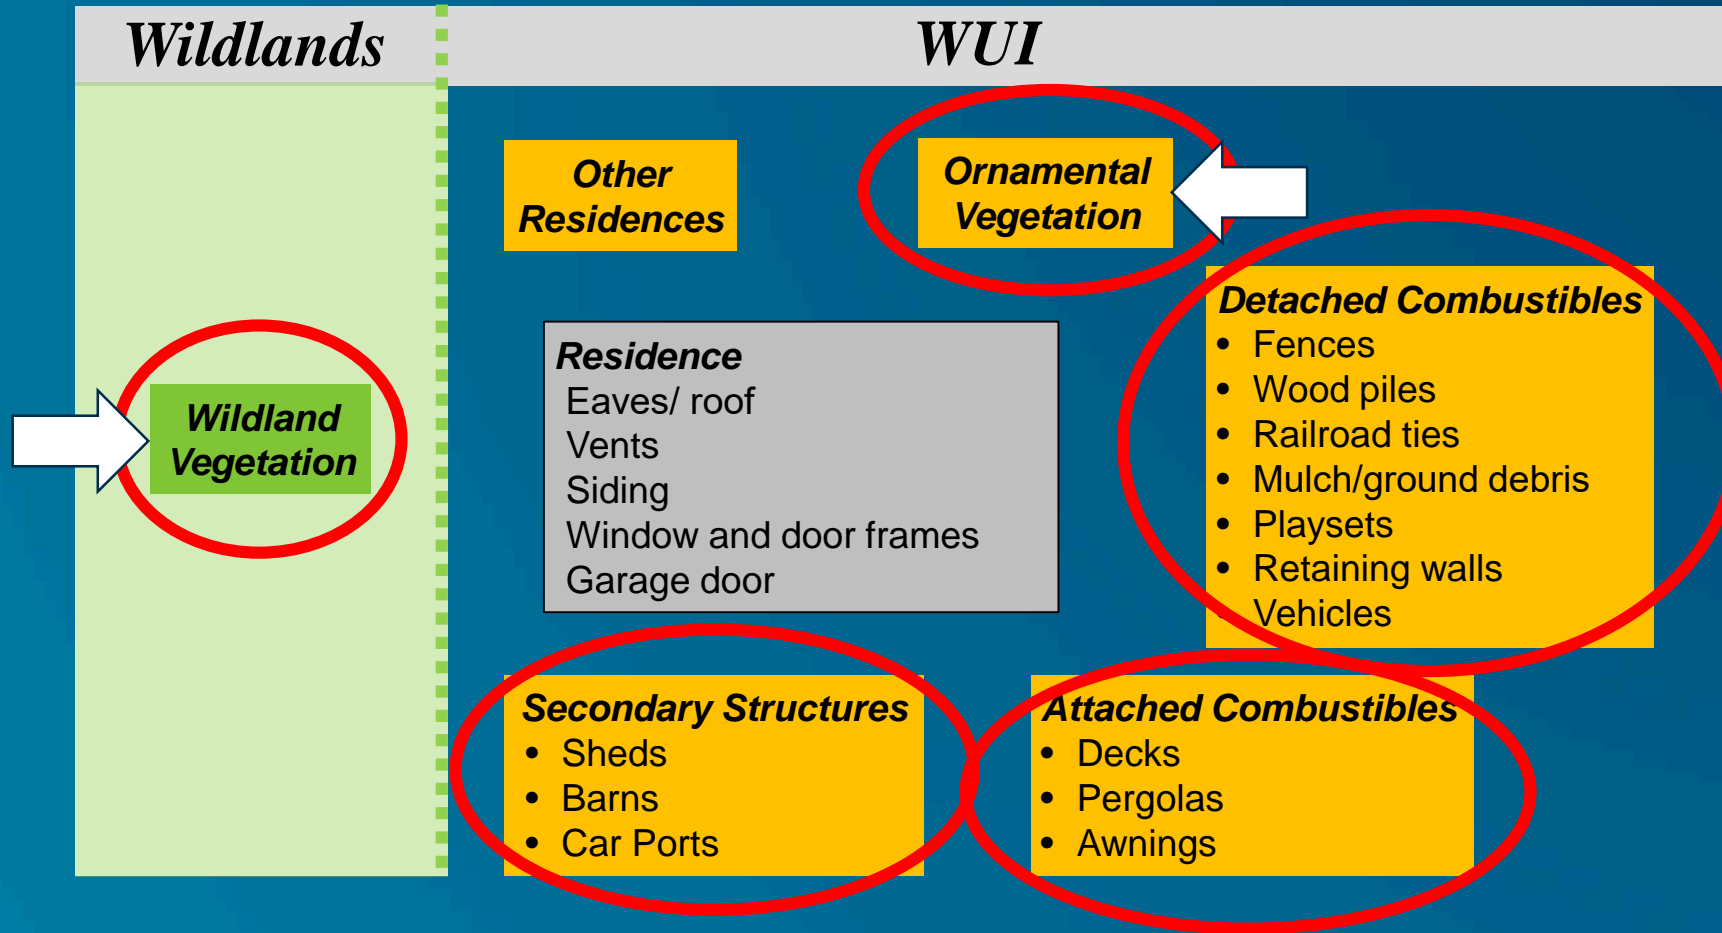 Wildlands
WUI
Other
Residences
Ornamental
Vegetation
Detached Combustibles
• Fences
• Wood piles
• Railroad ties
• Mulch/ground debris
• Playsets
• Retaining walls
• Vehicles
Wildland
Vegetation
Residence
Eaves/ roof
Vents
Siding
Window and door frames
Garage door
Secondary Structures
• Sheds
• Barns
• Car Ports
Attached Combustibles
• Decks
• Pergolas
• Awnings